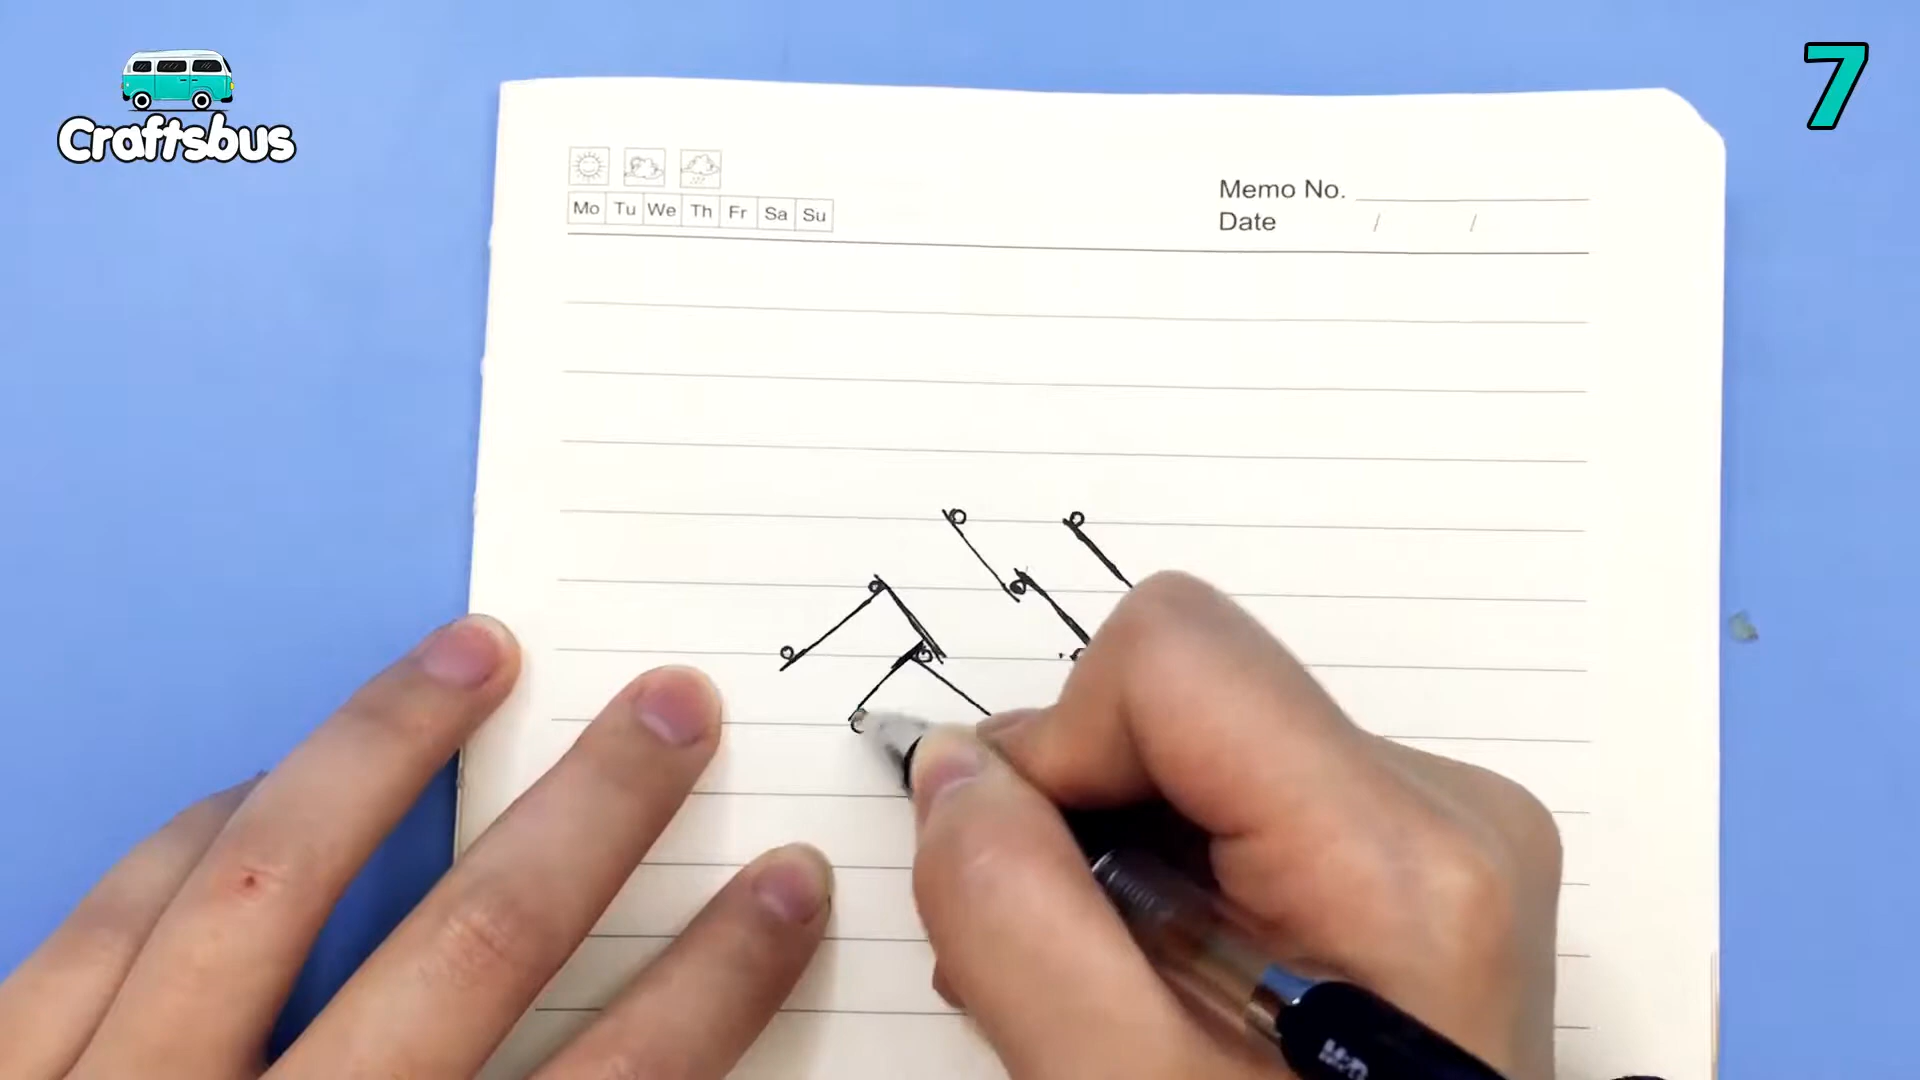 Craftsbus
7
Mo Tu We Th Fr Sa Su
Memo No.
Date / /